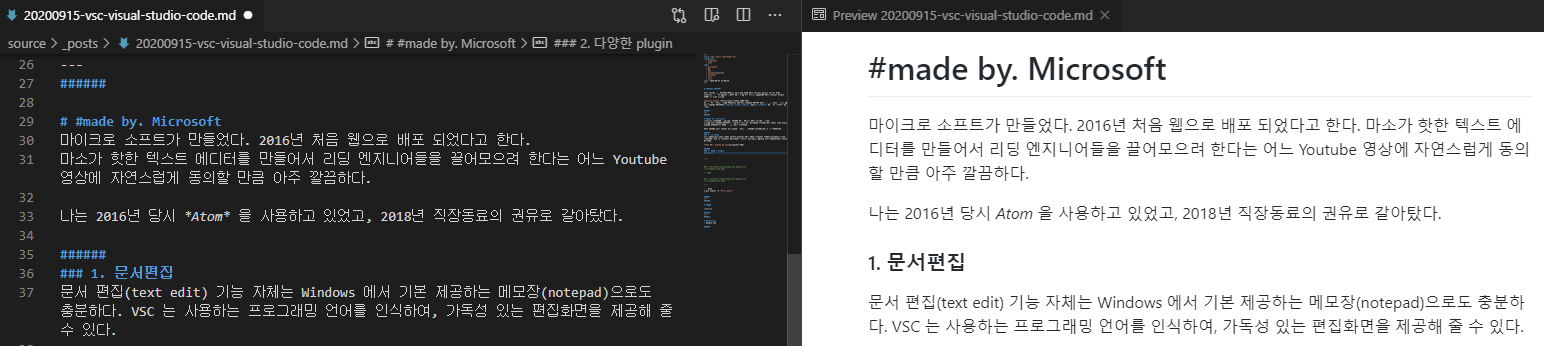 20200915-vsc-visual-studio-code.md
source > _posts > 20200915-vsc-visual-studio-code.md > # #made by. Microsoft > ### 2. 다양한 plugin
26 ---
27 ######
28
29 # #made by. Microsoft
30 마이크로 소프트가 만들었다. 2016년 처음 웹으로 배포 되었다고 한다.
31 마소가 핫한 텍스트 에디터를 만들어서 리딩 엔지니어들을 끌어모으려 한다는 어느 Youtube
영상에 자연스럽게 동의할 만큼 아주 깔끔하다.
32
33 나는 2016년 당시 *Atom* 을 사용하고 있었고, 2018년 직장동료의 권유로 갈아탔다.
34
35 ######
36 ### 1. 문서편집
37 문서 편집(text edit) 기능 자체는 Windows 에서 기본 제공하는 메모장(notepad)으로도
충분하다. VSC 는 사용하는 프로그래밍 언어를 인식하여, 가독성 있는 편집화면을 제공해 줄
수 있다.
Preview 20200915-vsc-visual-studio-code.md
#made by. Microsoft
마이크로 소프트가 만들었다. 2016년 처음 웹으로 배포 되었다고 한다. 마소가 핫한 텍스트 에
디터를 만들어서 리딩 엔지니어들을 끌어모으려 한다는 어느 Youtube 영상에 자연스럽게 동의
할 만큼 아주 깔끔하다.
나는 2016년 당시 Atom 을 사용하고 있었고, 2018년 직장동료의 권유로 갈아탔다.
1. 문서편집
문서 편집(text edit) 기능 자체는 Windows 에서 기본 제공하는 메모장(notepad)으로도 충분하
다. VSC 는 사용하는 프로그래밍 언어를 인식하여, 가독성 있는 편집화면을 제공해 줄 수 있다.